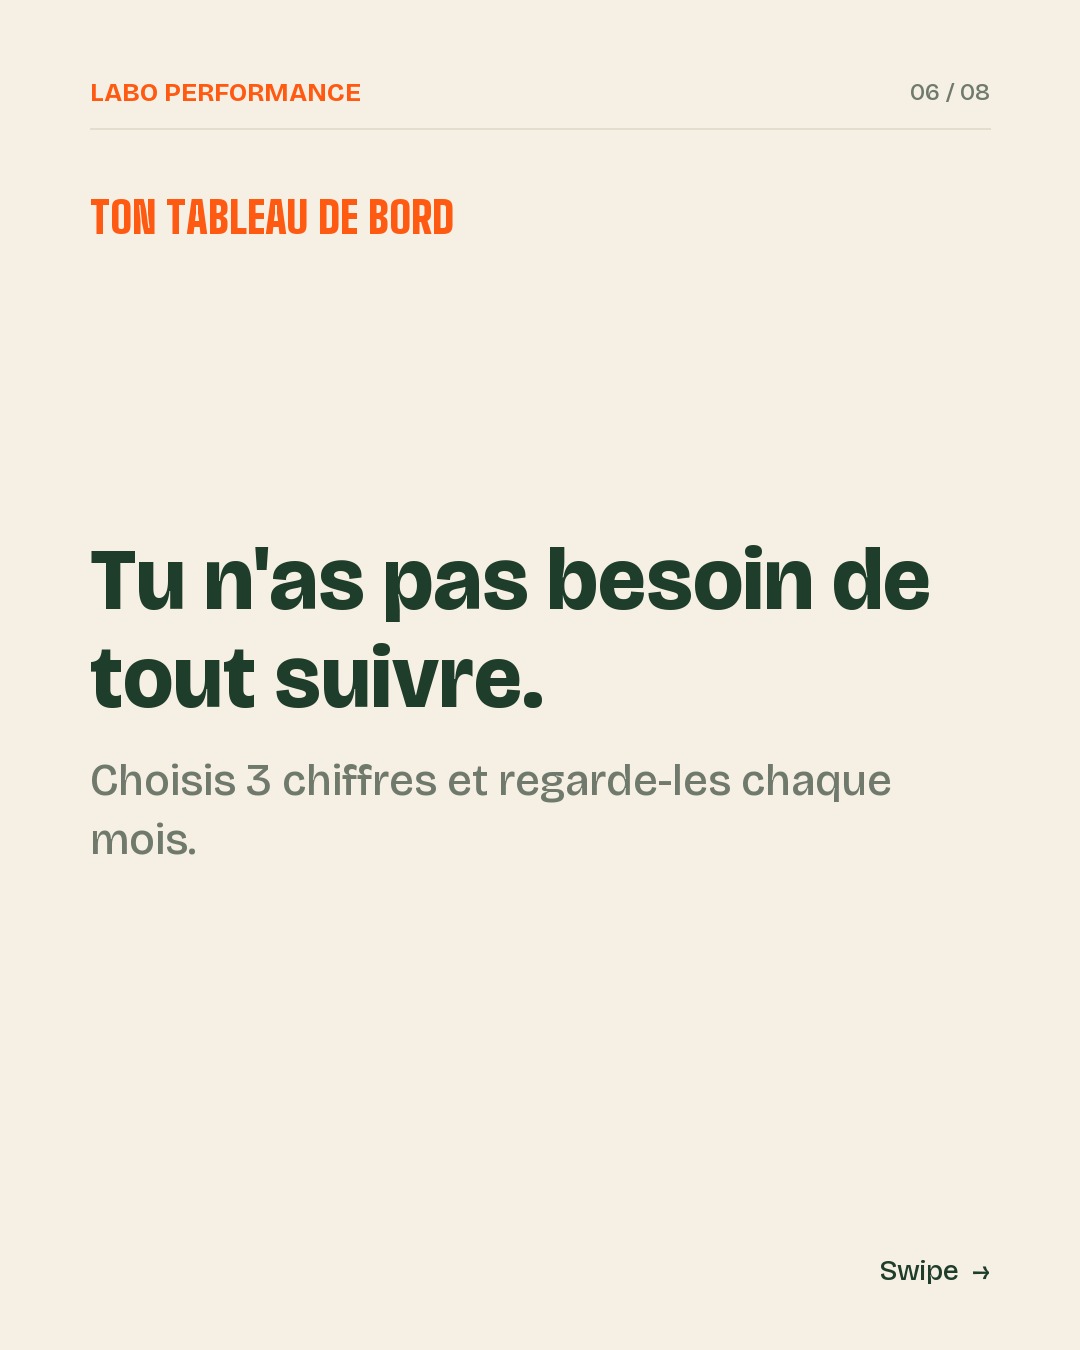 LABO PERFORMANCE
06 / 08
TON TABLEAU DE BORD
Tu n'as pas besoin de
tout suivre.
Choisis 3 chiffres et regarde-les chaque
mois.
Swipe →